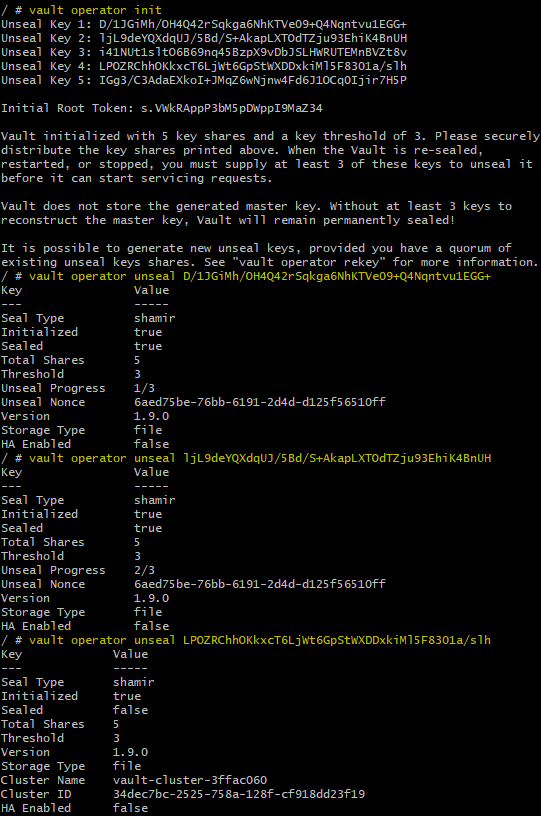 / # vault operator init
Unseal Key 1: D/1JGiMh/OH4Q42rSqkga6NhKTVeO9+Q4Nqntvu1EGG+
Unseal Key 2: ljL9deYQXdqUJ/5Bd/S+AkapLXTOdTZju93EhiK4BnUH
Unseal Key 3: i41NUt1sltO6B69nq45BzpX9vDbJSLHWRUTEMnBVZt8v
Unseal Key 4: LPOZRChhOKkxcT6LjWt6GpStWXDDxkiMl5F83O1a/slh
Unseal Key 5: IGg3/C3AdaEXkoI+JMqZ6wNjnw4Fd6J1OCqOIjir7H5P

Initial Root Token: s.VWkRAppP3bM5pDWppI9MaZ34

Vault initialized with 5 key shares and a key threshold of 3. Please securely
distribute the key shares printed above. When the Vault is re-sealed,
restarted, or stopped, you must supply at least 3 of these keys to unseal it
before it can start servicing requests.

Vault does not store the generated master key. Without at least 3 keys to
reconstruct the master key, Vault will remain permanently sealed!

It is possible to generate new unseal keys, provided you have a quorum of
existing unseal keys shares. See "vault operator rekey" for more information.
/ # vault operator unseal D/1JGiMh/OH4Q42rSqkga6NhKTVeO9+Q4Nqntvu1EGG+
Key Value
--- -----
Seal Type shamir
Initialized true
Sealed true
Total Shares 5
Threshold 3
Unseal Progress 1/3
Unseal Nonce 6aed75be-76bb-6191-2d4d-d125f56510ff
Version 1.9.0
Storage Type file
HA Enabled false
/ # vault operator unseal ljL9deYQXdqUJ/5Bd/S+AkapLXTOdTZju93EhiK4BnUH
Key Value
--- -----
Seal Type shamir
Initialized true
Sealed true
Total Shares 5
Threshold 3
Unseal Progress 2/3
Unseal Nonce 6aed75be-76bb-6191-2d4d-d125f56510ff
Version 1.9.0
Storage Type file
HA Enabled false
/ # vault operator unseal LPOZRChhOKkxcT6LjWt6GpStWXDDxkiMl5F83O1a/slh
Key Value
--- -----
Seal Type shamir
Initialized true
Sealed false
Total Shares 5
Threshold 3
Version 1.9.0
Storage Type file
Cluster Name vault-cluster-3ffac060
Cluster ID 34dec7bc-2525-758a-128f-cf918dd23f19
HA Enabled false